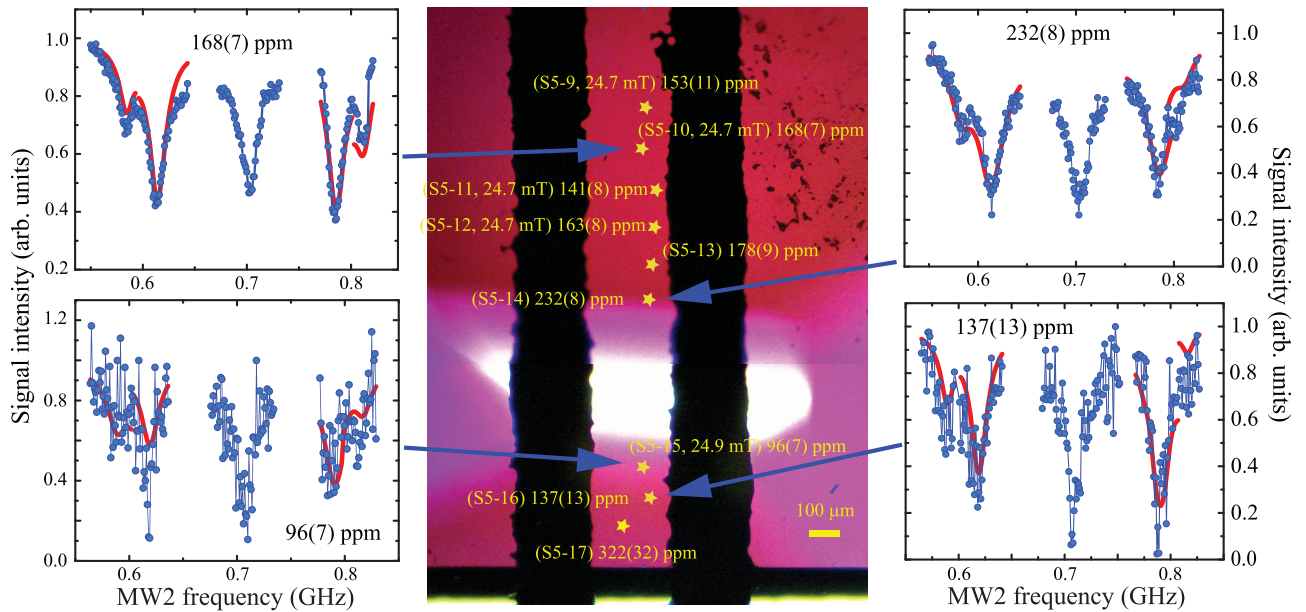 168(7) ppm
1.0
0.8
0.6
0.4
0.2
0.6
0.7
0.8
Signal intensity (arb. units)
1.2
0.8
0.4
0.0
96(7) ppm
0.6
0.7
0.8
MW2 frequency (GHz)
(S5-9, 24.7 mT) 153(11) ppm
(S5-10, 24.7 mT) 168(7) ppm
(S5-11, 24.7 mT) 141(8) ppm
(S5-12, 24.7 mT) 163(8) ppm
(S5-13) 178(9) ppm
(S5-14) 232(8) ppm
(S5-15, 24.9 mT) 96(7) ppm
(S5-16) 137(13) ppm
(S5-17) 322(32) ppm
100 μm
232(8) ppm
1.0
0.8
0.6
0.4
0.2
0.0
0.6
0.7
0.8
Signal intensity (arb. units)
137(13) ppm
1.0
0.8
0.6
0.4
0.2
0.0
0.6
0.7
0.8
MW2 frequency (GHz)